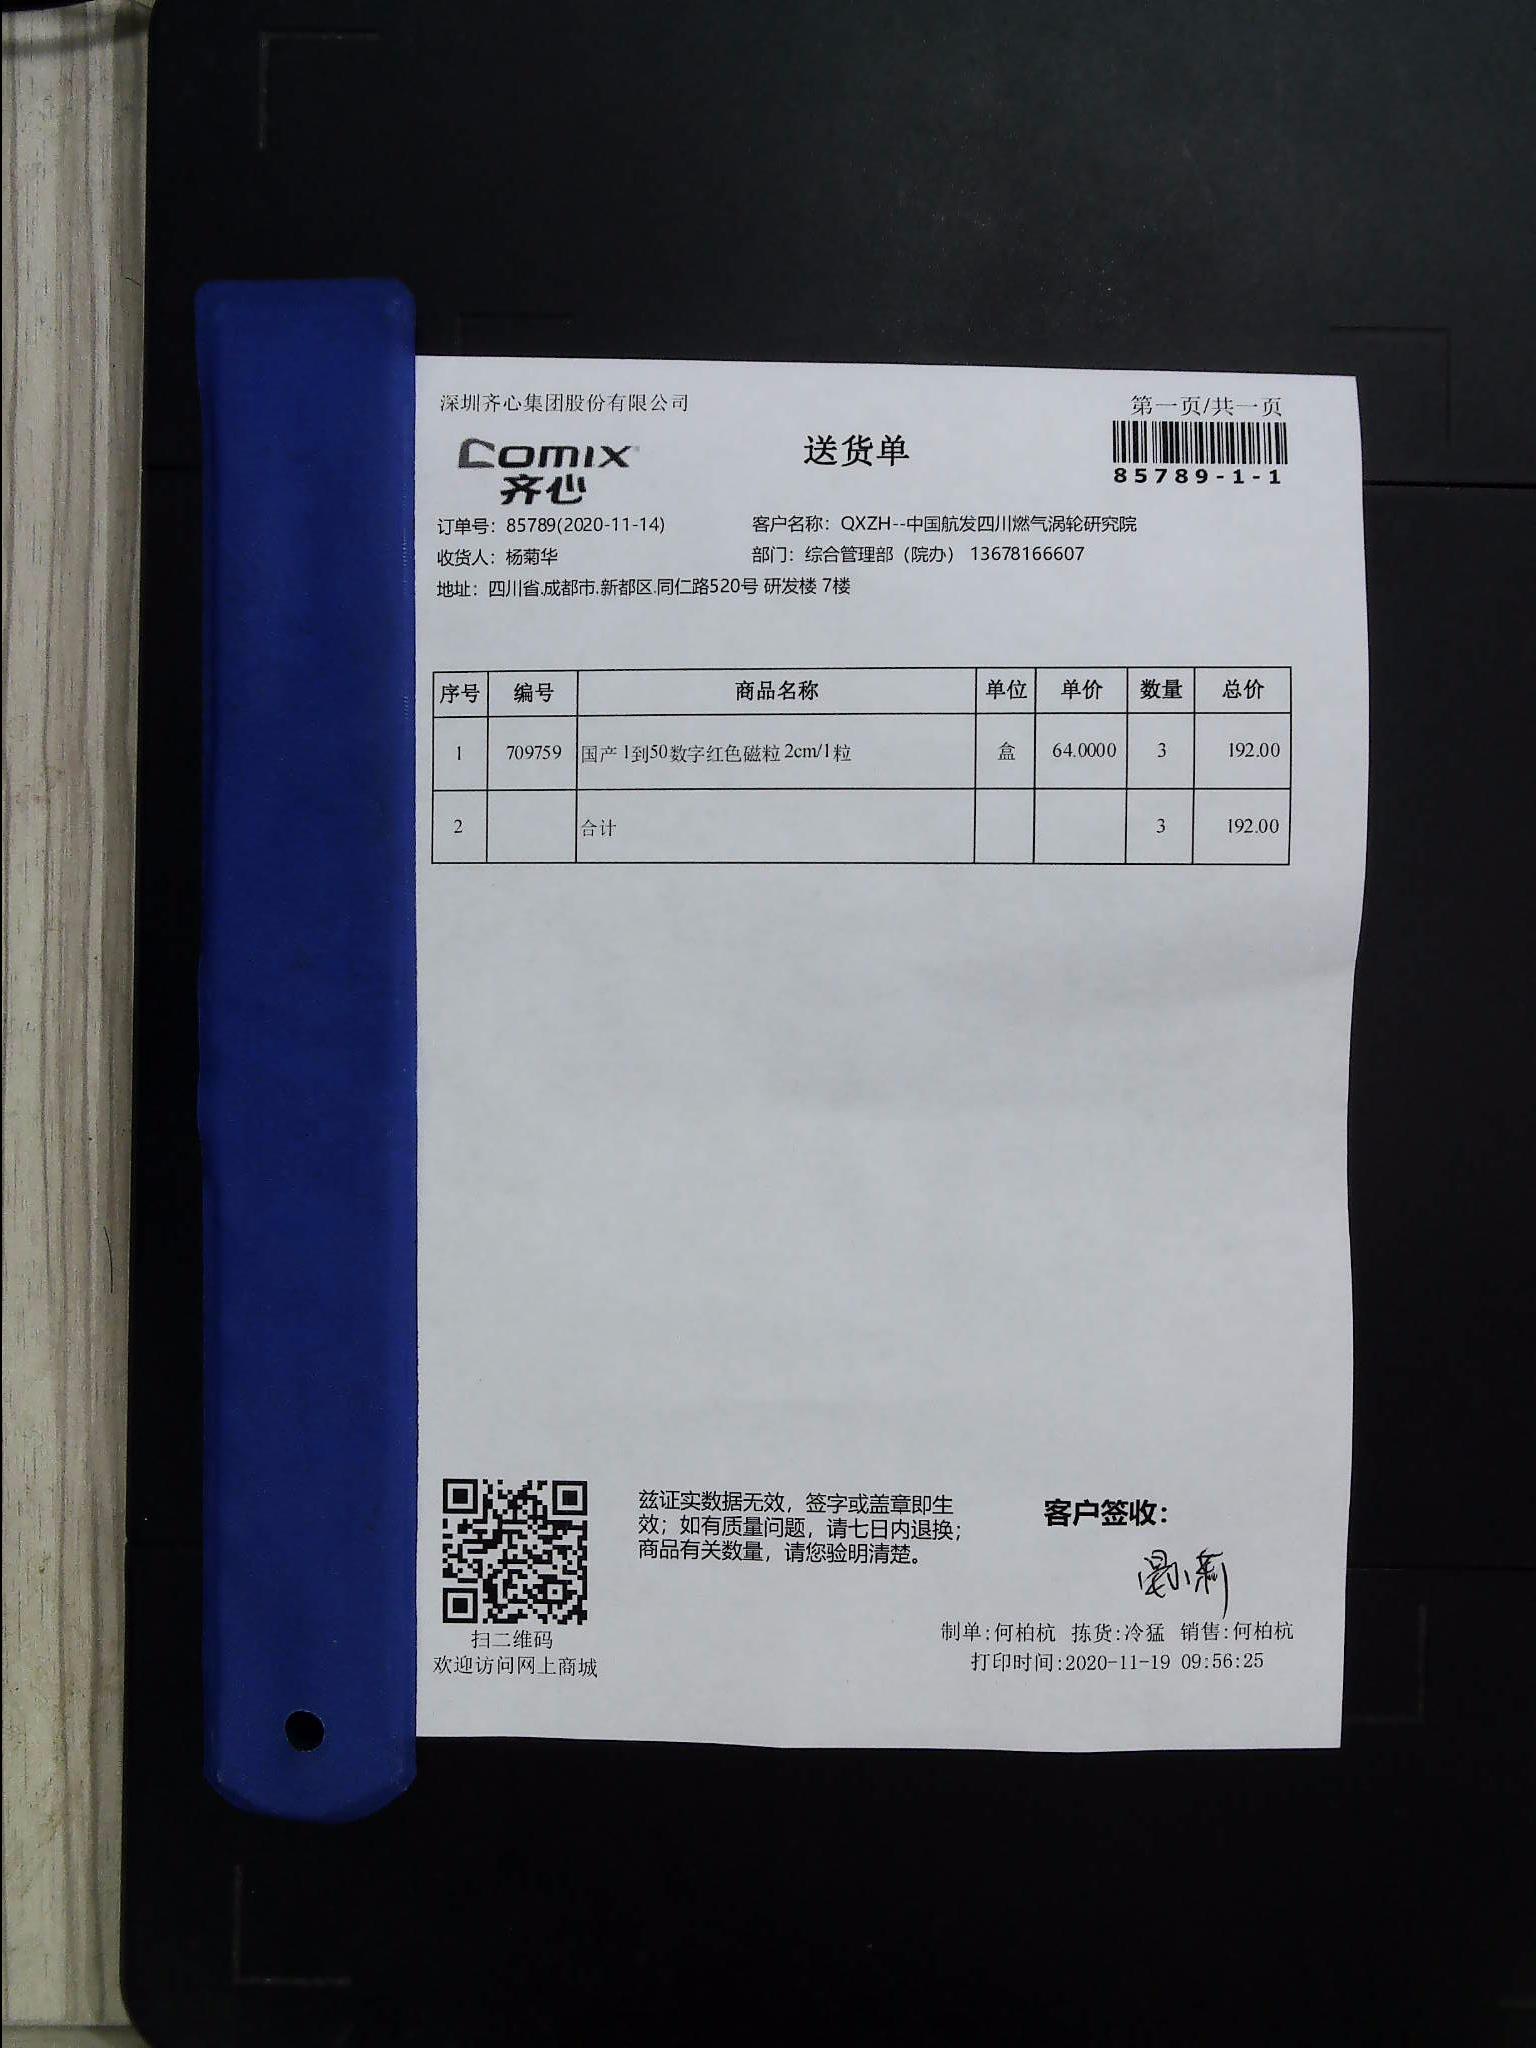 深圳齐心集团股份有限公司
第一页/共一页
comix
齐心
送货单
85789-1-1
订单号：85789(2020-11-14)
客户名称：QXZH--中国航发四川燃气涡轮研究院
收货人：杨菊华
部门：综合管理部（院办） 13678166607
地址：四川省.成都市.新都区.同仁路520号 研发楼 7楼
序号 编号 商品名称 单位 单价 数量 总价
1 709759 国产 1到50数字红色磁粒 2cm/1粒 盒 64.0000 3 192.00
2 合计 3 192.00
兹证实数据无效，签字或盖章即生
效；如有质量问题，请七日内退换；
商品有关数量，请您验明清楚。
客户签收：
扫二维码
欢迎访问网上商城
制单:何柏杭 拣货:冷猛 销售:何柏杭
打印时间:2020-11-19 09:56:25